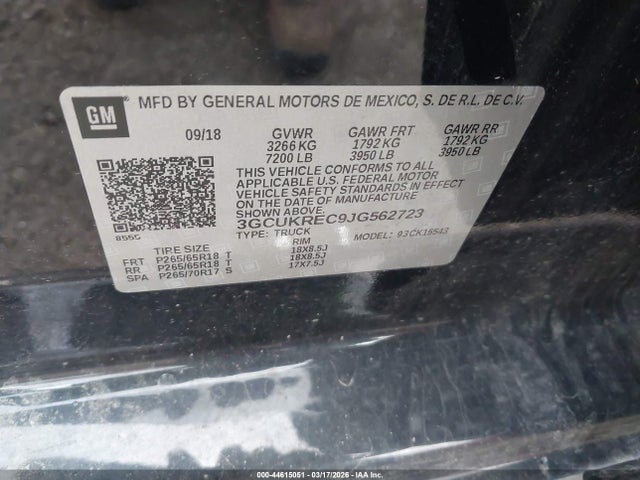 GM MFD BY GENERAL MOTORS DE MEXICO, S. DE R.L. DE C.V.
09/18 GVWR GAWR FRT GAWR RR
3266 KG 1792 KG 1792 KG
7200 LB 3950 LB 3950 LB
THIS VEHICLE CONFORMS TO ALL
APPLICABLE U.S. FEDERAL MOTOR
VEHICLE SAFETY STANDARDS IN EFFECT
ON THE DATE OF MANUFACTURE
SHOWN ABOVE.
3GCUKREC9JG562723
TYPE: TRUCK MODEL: 93CK18543
TIRE SIZE RIM
FRT P265/65R18 T 18X8.5J
RR P265/65R18 T 18X8.5J
SPA P265/70R17 S 17X7.5J
000-44615051 | 03/17/2026 - IAA Inc.